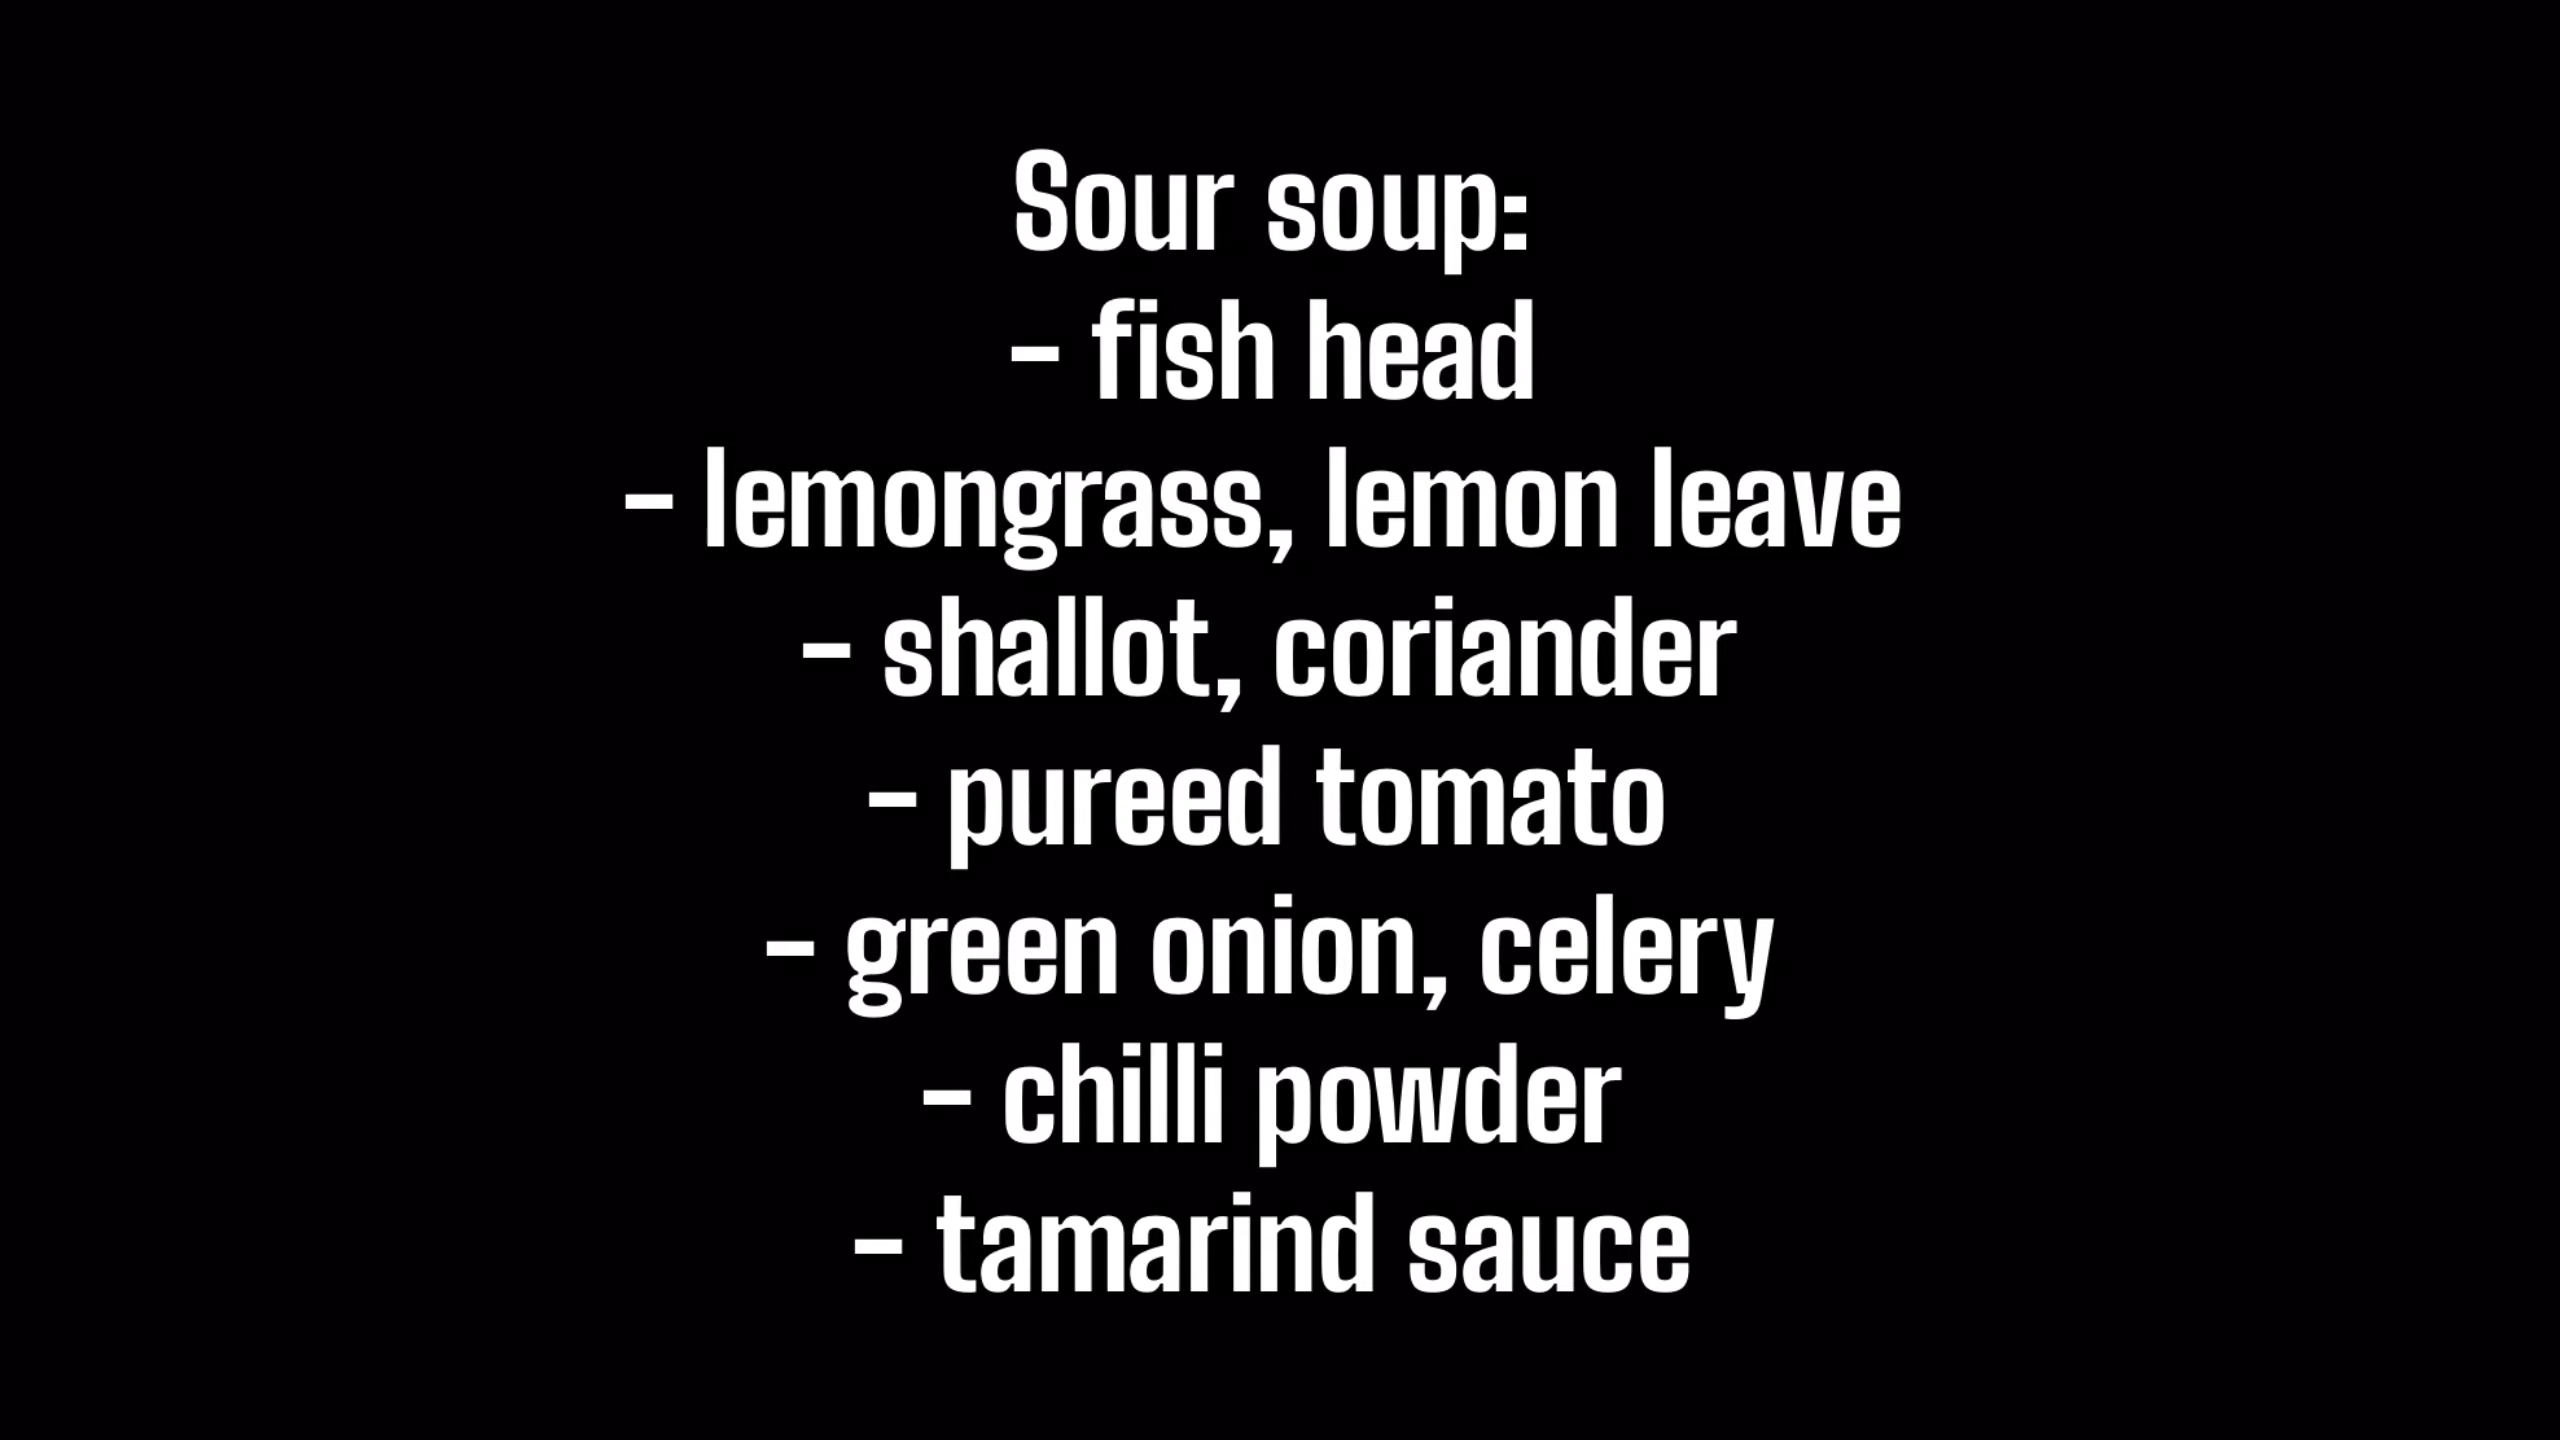 Sour soup:
- fish head
- lemongrass, lemon leave
- shallot, coriander
- pureed tomato
- green onion, celery
- chilli powder
- tamarind sauce